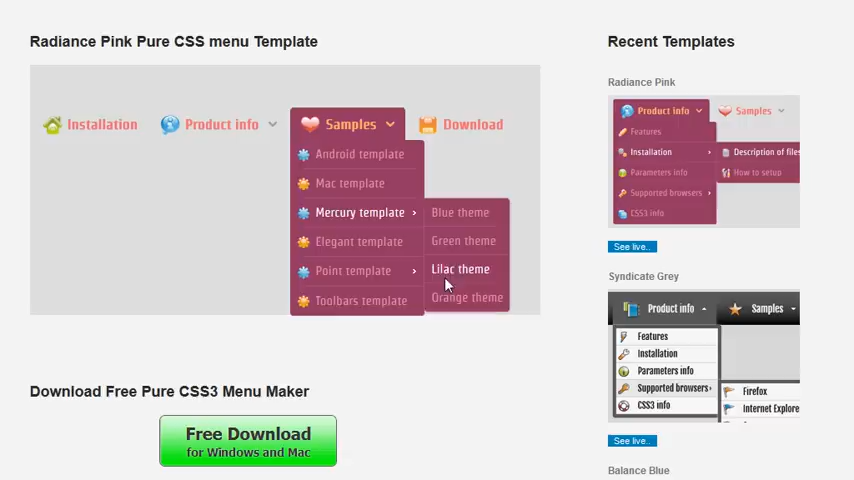 Radiance Pink Pure CSS menu Template
Installation
Product info
Samples
Download
Android template
Mac template
Mercury template
Elegant template
Point template
Toolbars template
Blue theme
Green theme
Lilac theme
Orange theme
Download Free Pure CSS3 Menu Maker
Free Download
for Windows and Mac
Recent Templates
Radiance Pink
Product info
Samples
Features
Installation
Description of files
Parameters info
How to setup
Supported browsers
CSS3 info
See live..
Syndicate Grey
Product info
Samples
Features
Installation
Parameters info
Supported browsers
Firefox
CSS3 info
Internet Explore
See live..
Balance Blue